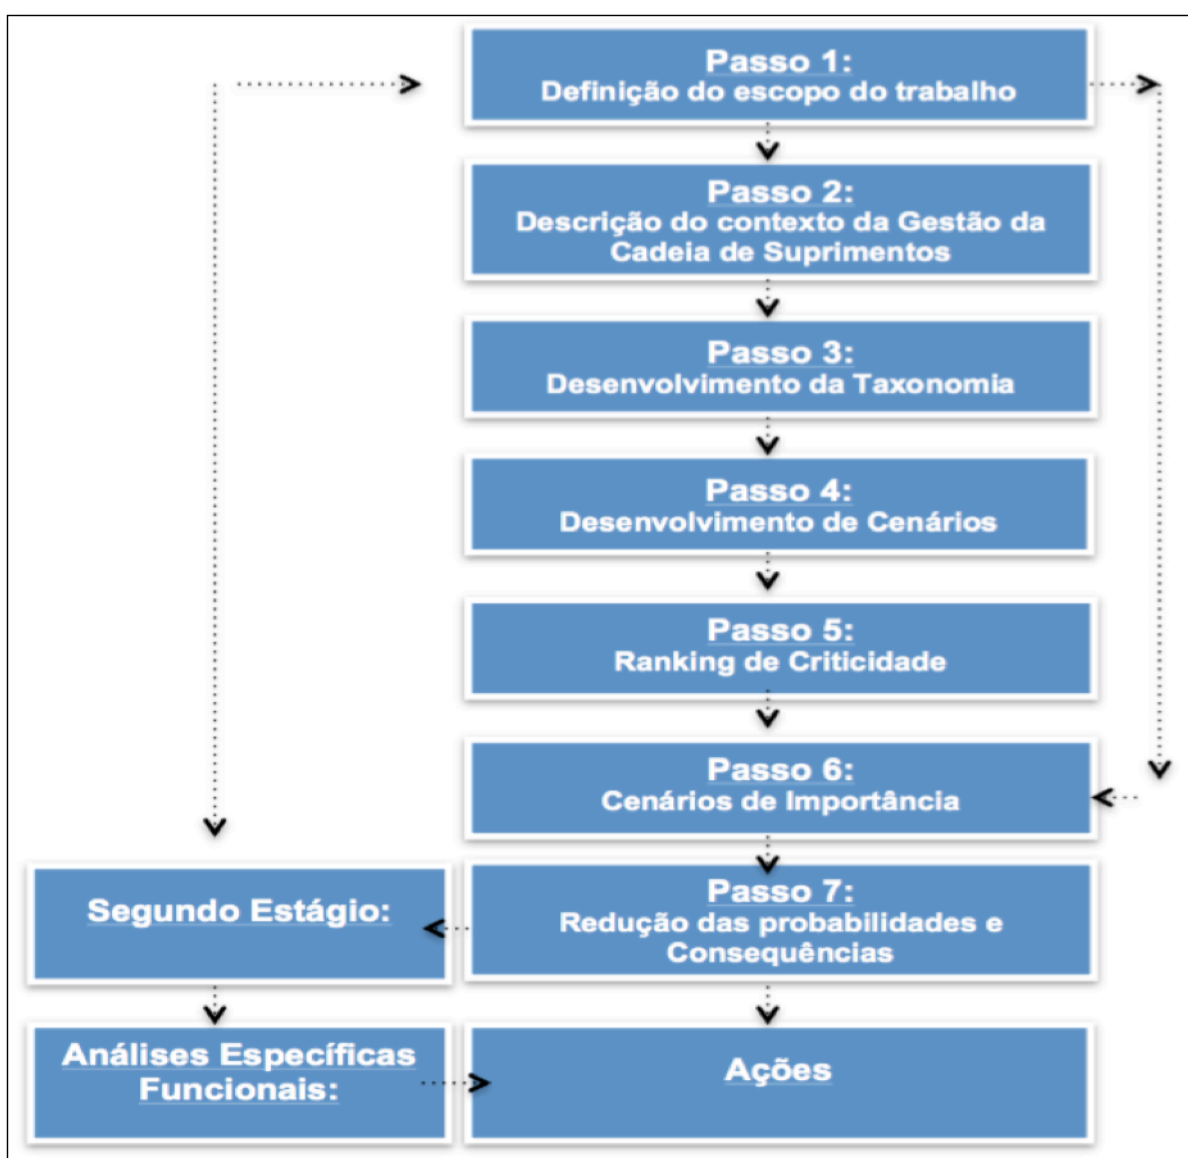 Passo 1:
Definição do escopo do trabalho
Passo 2:
Descrição do contexto da Gestão da
Cadeia de Suprimentos
Passo 3:
Desenvolvimento da Taxonomia
Passo 4:
Desenvolvimento de Cenários
Passo 5:
Ranking de Criticidade
Passo 6:
Cenários de Importância
Passo 7:
Redução das probabilidades e
Consequências
Segundo Estágio:
Análises Específicas
Funcionais:
Ações